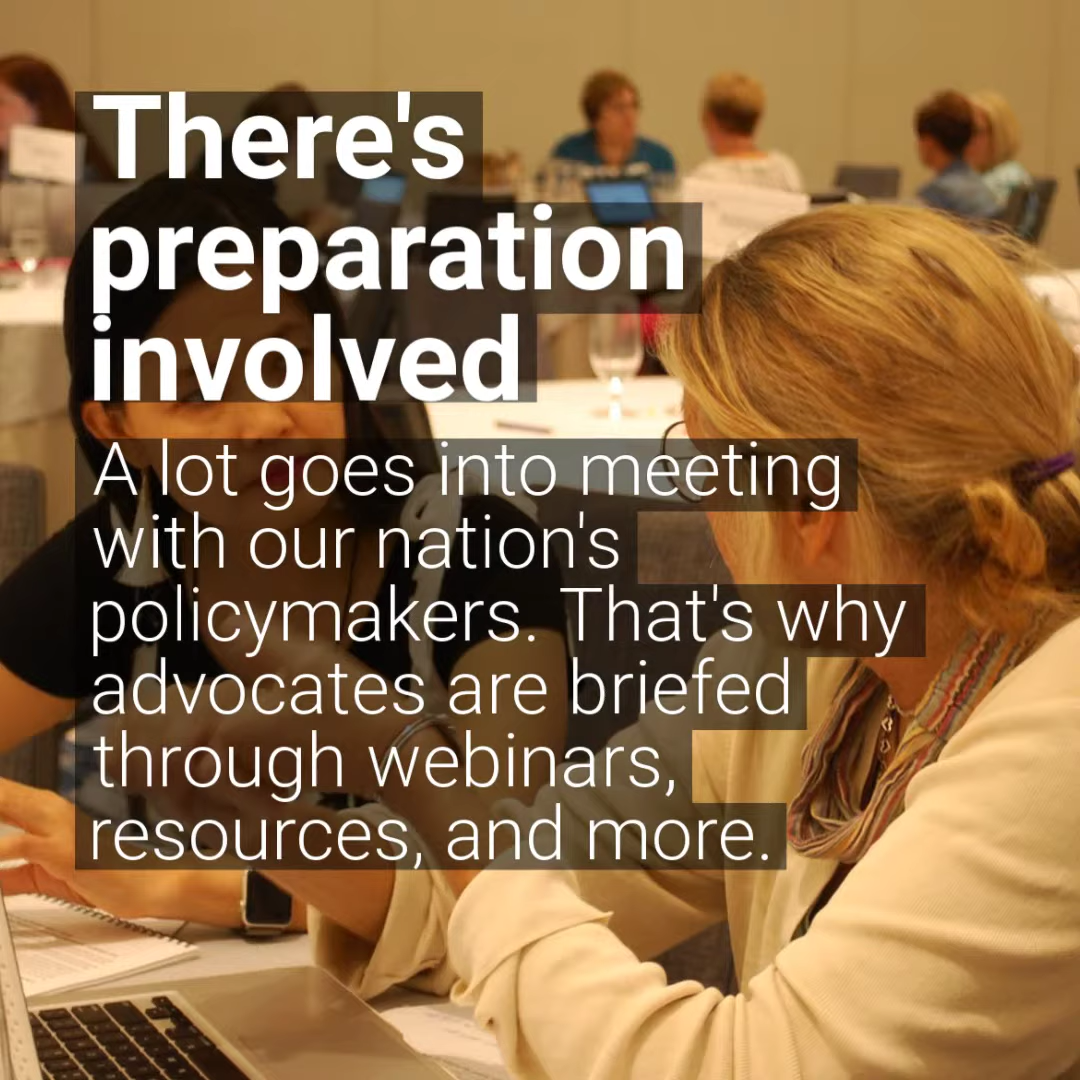 There's
preparation
involved
A lot goes into meeting
with our nation's
policymakers. That's why
advocates are briefed
through webinars,
resources, and more.